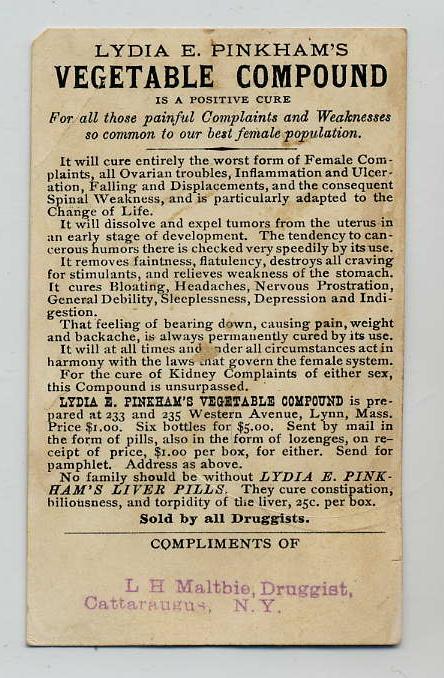 LYDIA E. PINKHAM'S
VEGETABLE COMPOUND
IS A POSITIVE CURE
For all those painful Complaints and Weaknesses
so common to our best female population.
It will cure entirely the worst form of Female Com-
plaints, all Ovarian troubles, Inflammation and Ulcer-
ation, Falling and Displacements, and the consequent
Spinal Weakness, and is particularly adapted to the
Change of Life.
It will dissolve and expel tumors from the uterus in
an early stage of development. The tendency to can-
cerous humors there is checked very speedily by its use.
It removes faintness, flatulency, destroys all craving
for stimulants, and relieves weakness of the stomach.
It cures Bloating, Headaches, Nervous Prostration,
General Debility, Sleeplessness, Depression and Indi-
gestion.
That feeling of bearing down, causing pain, weight
and backache, is always permanently cured by its use.
It will at all times and under all circumstances act in
harmony with the laws that govern the female system.
For the cure of Kidney Complaints of either sex,
this Compound is unsurpassed.
LYDIA E. PINKHAM'S VEGETABLE COMPOUND is pre-
pared at 233 and 235 Western Avenue, Lynn, Mass.
Price $1.00. Six bottles for $5.00. Sent by mail in
the form of pills, also in the form of lozenges, on re-
ceipt of price, $1.00 per box, for either. Send for
pamphlet. Address as above.
No family should be without LYDIA E. PINK-
HAM'S LIVER PILLS. They cure constipation,
biliousness, and torpidity of the liver, 25c. per box.
Sold by all Druggists.
COMPLIMENTS OF
L H Maltbie, Druggist,
Cattaraugus, N. Y.